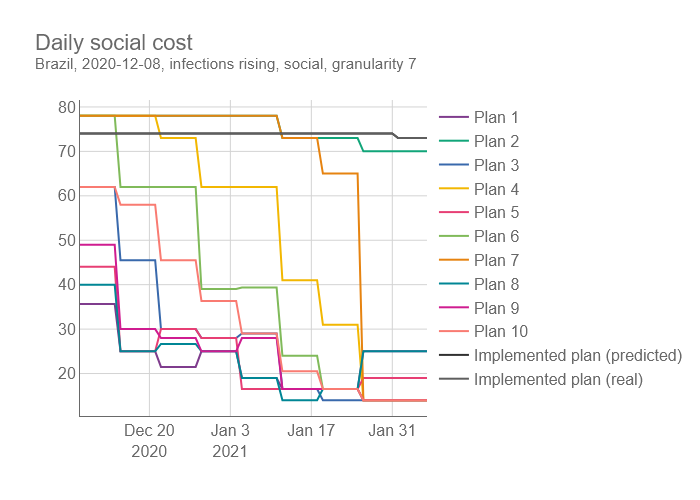 Daily social cost
Brazil, 2020-12-08, infections rising, social, granularity 7
80
70
60
50
40
30
20
Dec 20
2020
Jan 3
2021
Jan 17
Jan 31
Plan 1
Plan 2
Plan 3
Plan 4
Plan 5
Plan 6
Plan 7
Plan 8
Plan 9
Plan 10
Implemented plan (predicted)
Implemented plan (real)